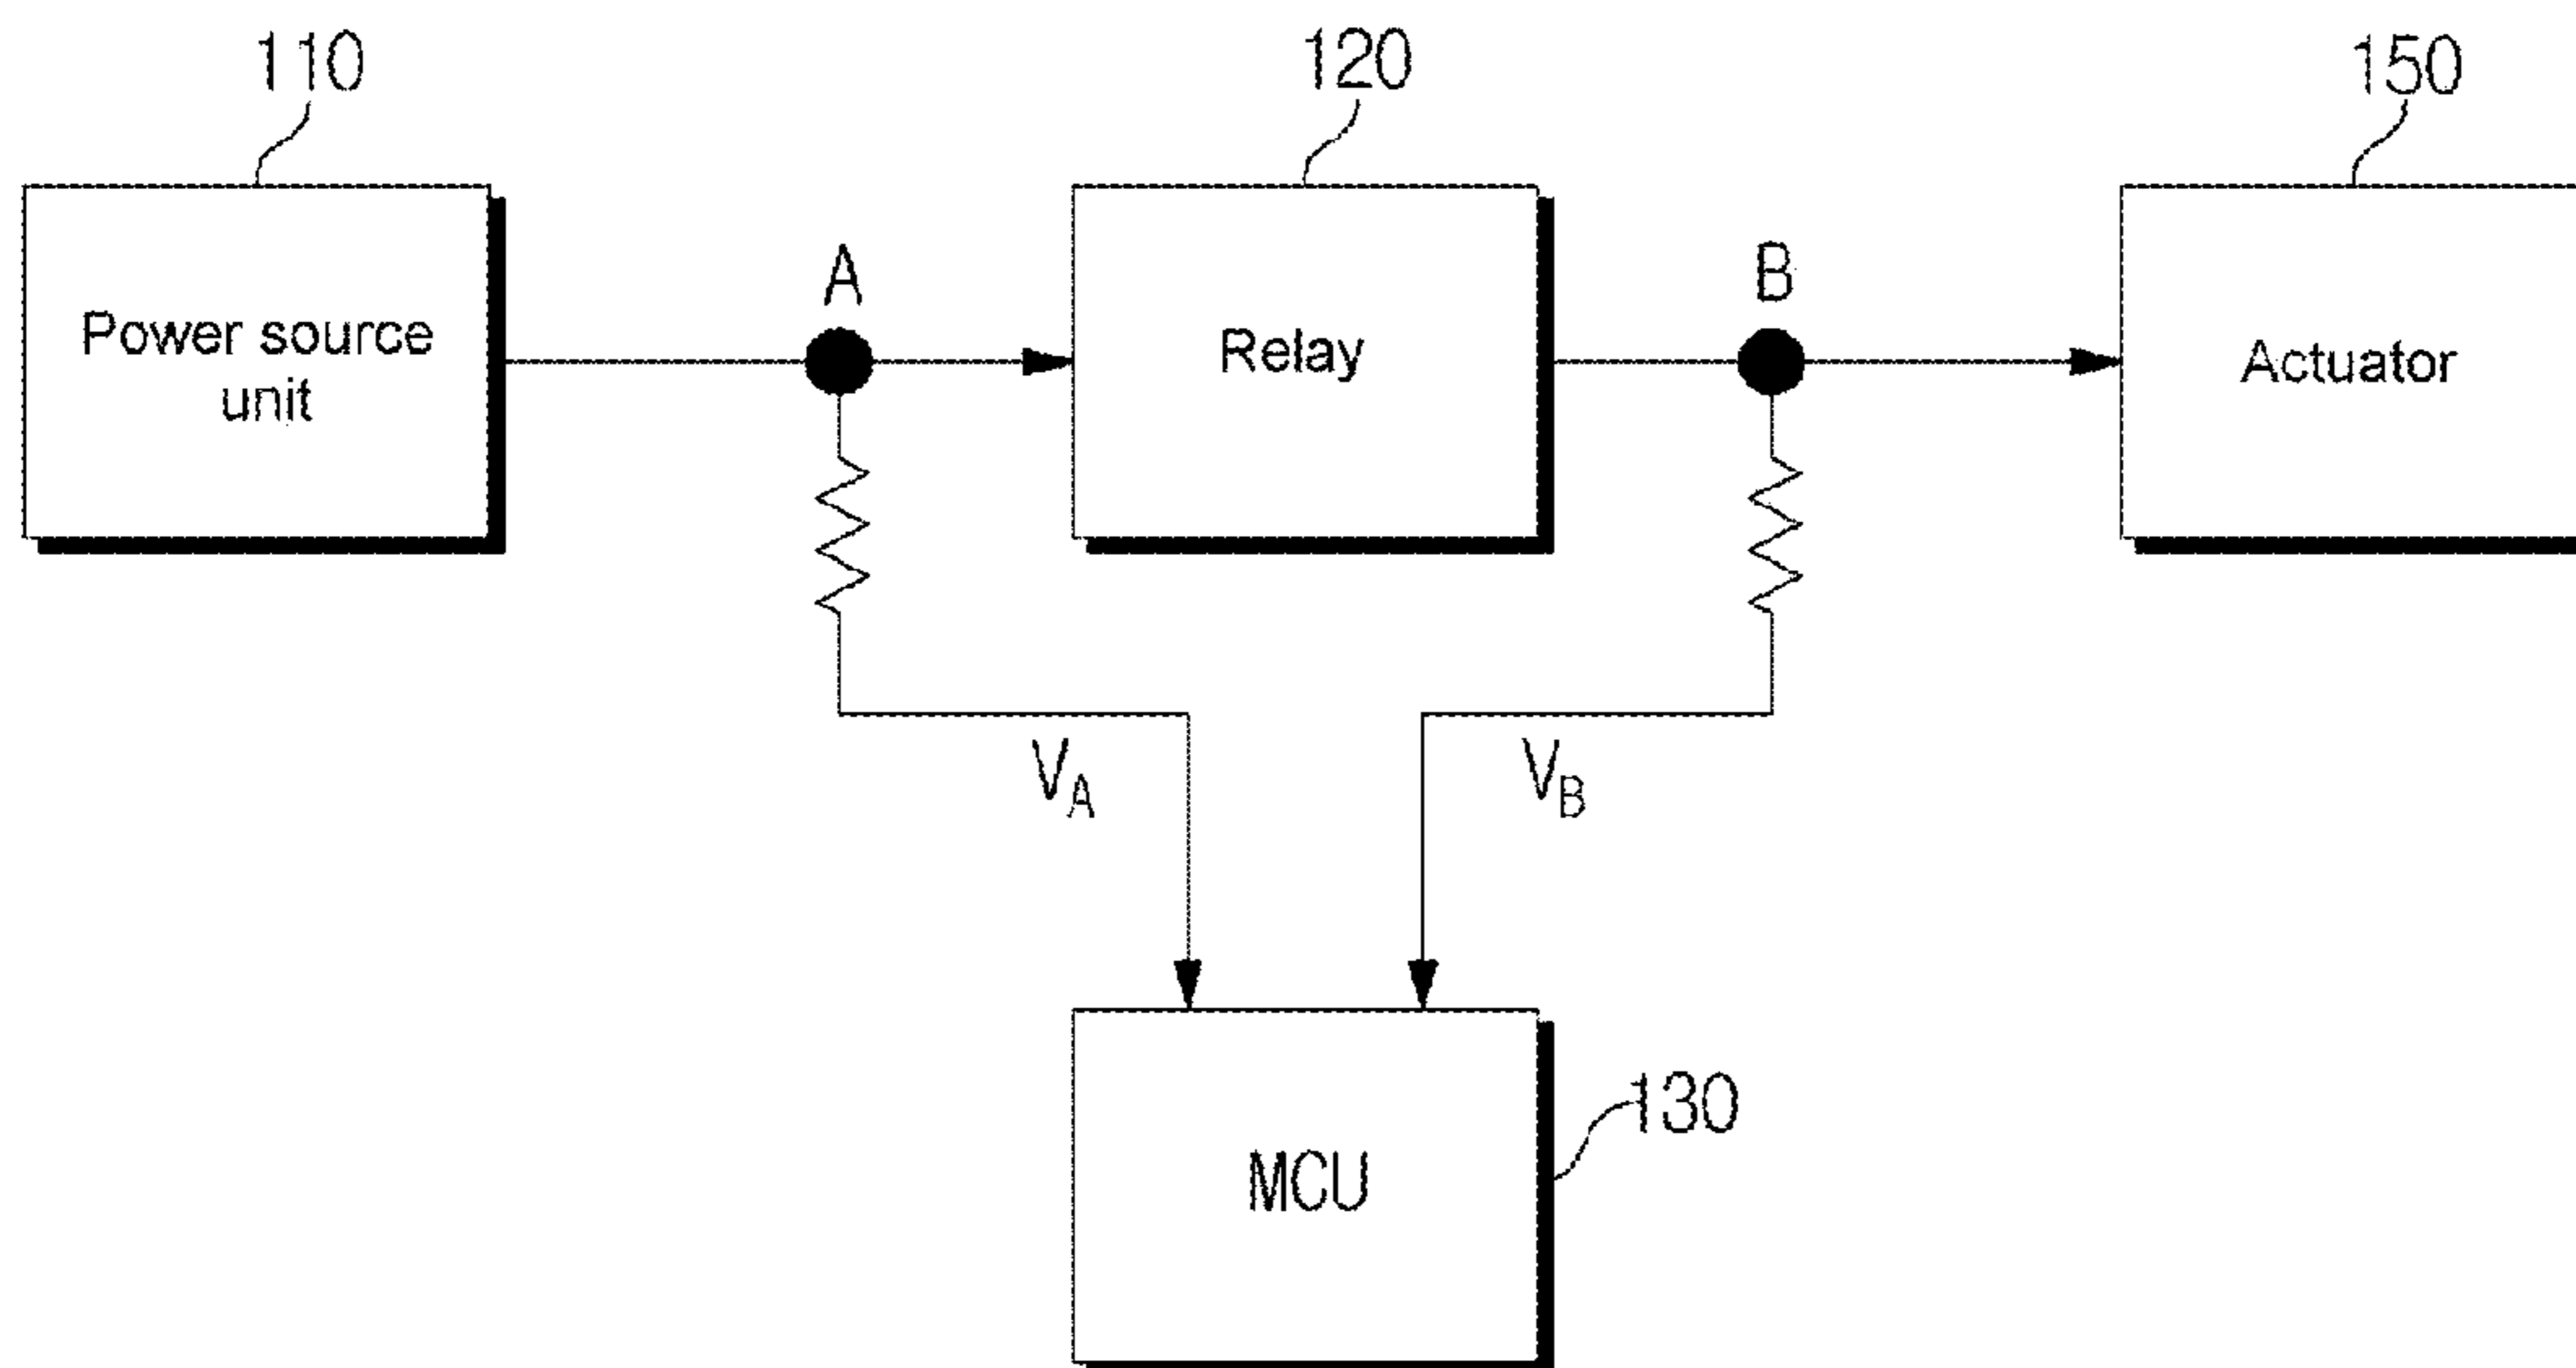 110
120
150
A
B
Power source
unit
Relay
Actuator
VA
VB
130
MCU